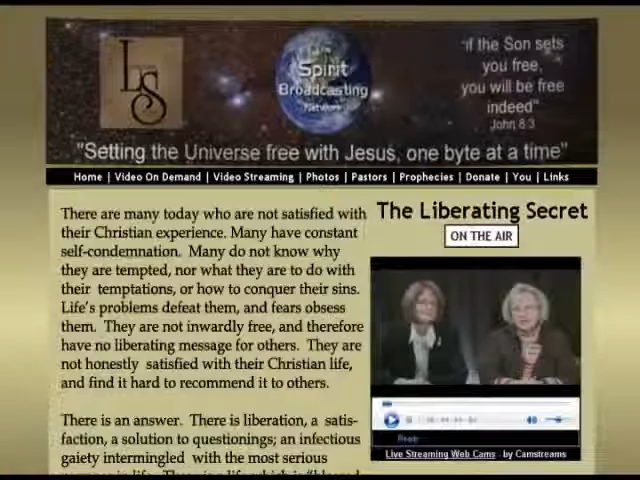 LS
Spirit
Broadcasting
Network
"if the Son sets
you free,
you will be free
indeed"
John 8:3
"Setting the Universe free with Jesus, one byte at a time"
Home | Video On Demand | Video Streaming | Photos | Pastors | Prophecies | Donate | You | Links
There are many today who are not satisfied with
their Christian experience. Many have constant
self-condemnation. Many do not know why
they are tempted, nor what they are to do with
their temptations, or how to conquer their sins.
Life's problems defeat them, and fears obsess
them. They are not inwardly free, and therefore
have no liberating message for others. They are
not honestly satisfied with their Christian life,
and find it hard to recommend it to others.
There is an answer. There is liberation, a satis-
faction, a solution to questionings; an infectious
gaiety intermingled with the most serious
The Liberating Secret
ON THE AIR
Ready
Live Streaming Web Cams - by Camstreams